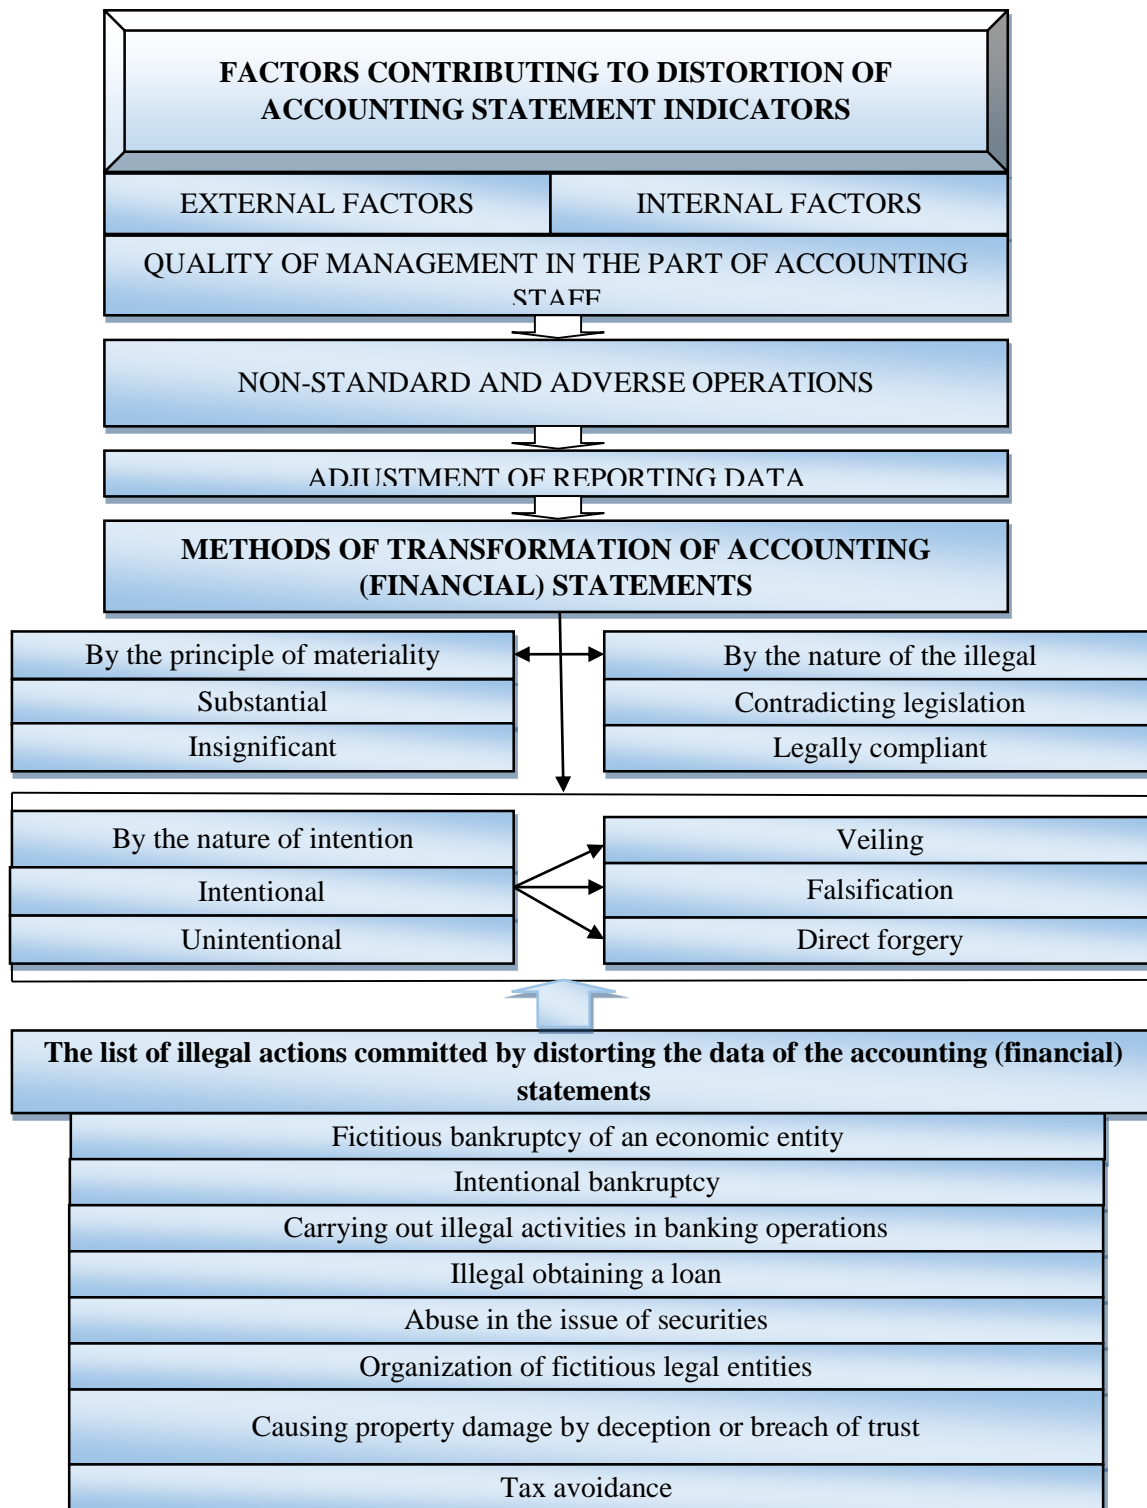 FACTORS CONTRIBUTING TO DISTORTION OF
ACCOUNTING STATEMENT INDICATORS
EXTERNAL FACTORS
INTERNAL FACTORS
QUALITY OF MANAGEMENT IN THE PART OF ACCOUNTING
STAFF
NON-STANDARD AND ADVERSE OPERATIONS
ADJUSTMENT OF REPORTING DATA
METHODS OF TRANSFORMATION OF ACCOUNTING
(FINANCIAL) STATEMENTS
By the principle of materiality
Substantial
Insignificant
By the nature of the illegal
Contradicting legislation
Legally compliant
By the nature of intention
Intentional
Unintentional
Veiling
Falsification
Direct forgery
The list of illegal actions committed by distorting the data of the accounting (financial)
statements
Fictitious bankruptcy of an economic entity
Intentional bankruptcy
Carrying out illegal activities in banking operations
Illegal obtaining a loan
Abuse in the issue of securities
Organization of fictitious legal entities
Causing property damage by deception or breach of trust
Tax avoidance